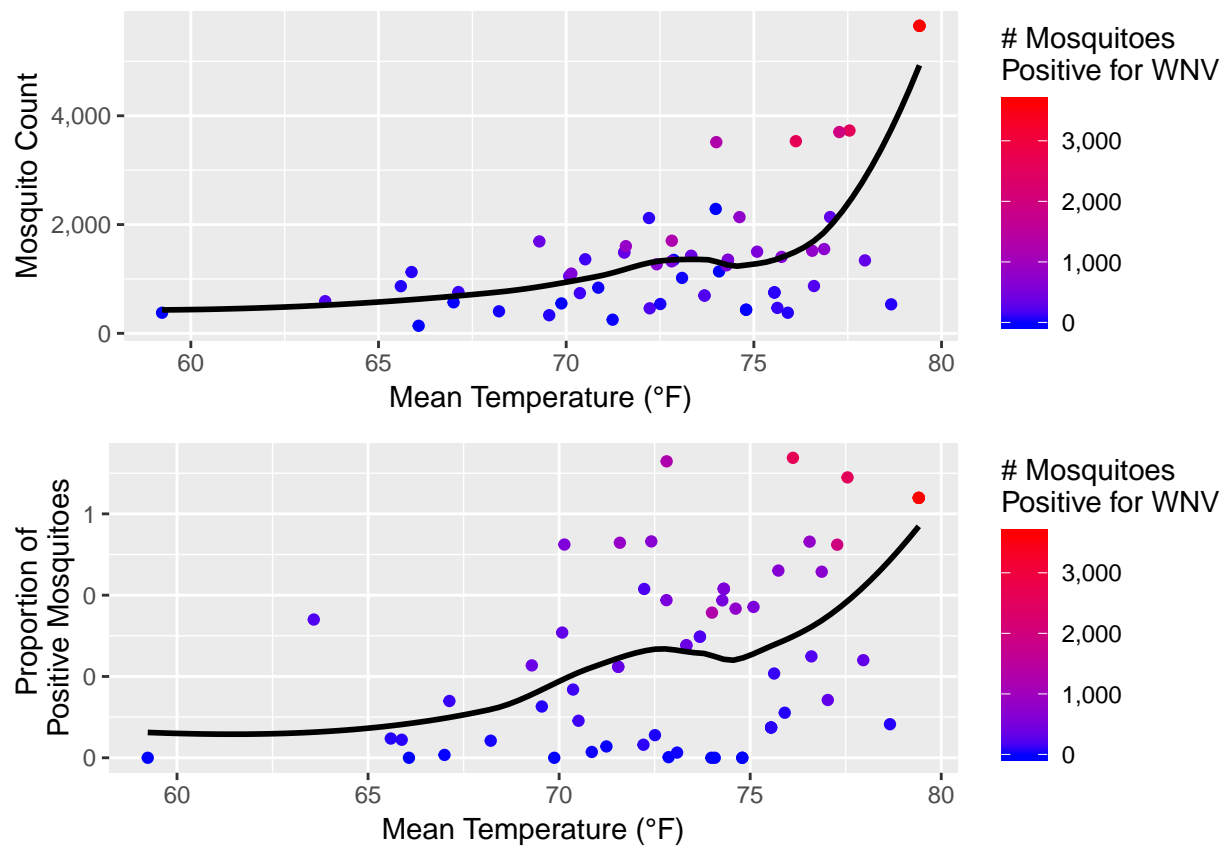 # Mosquitoes
Positive for WNV
3,000
2,000
1,000
0
Mosquito Count
4,000
2,000
0
60
65
70
75
80
Mean Temperature (°F)
# Mosquitoes
Positive for WNV
3,000
2,000
1,000
0
Proportion of
Positive Mosquitoes
1
0
0
0
60
65
70
75
80
Mean Temperature (°F)